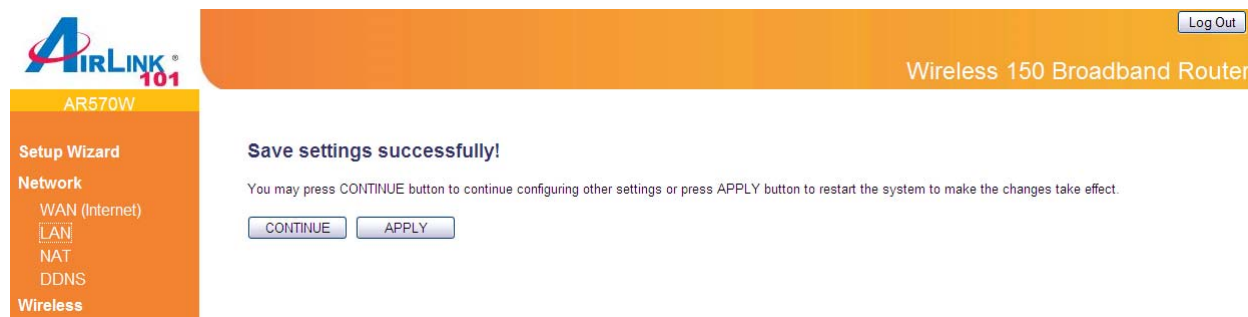 Log Out
AIRLINK®
101
Wireless 150 Broadband Router
AR570W
Setup Wizard
Network
WAN (Internet)
LAN
NAT
DDNS
Wireless
Save settings successfully!
You may press CONTINUE button to continue configuring other settings or press APPLY button to restart the system to make the changes take effect.
CONTINUE APPLY